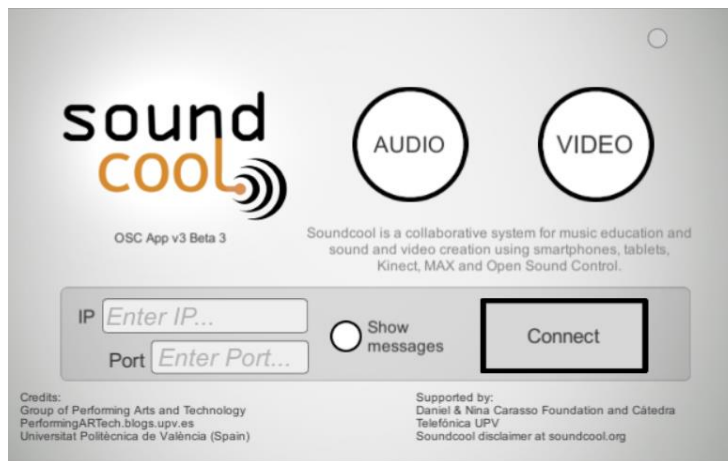 sound
cool
OSC App v3 Beta 3
AUDIO
VIDEO
Soundcool is a collaborative system for music education and
sound and video creation using smartphones, tablets,
Kinect, MAX and Open Sound Control.
IP Enter IP...
Port Enter Port...
Show
messages
Connect
Credits:
Group of Performing Arts and Technology
PerformingARTech.blogs.upv.es
Universitat Politècnica de València (Spain)
Supported by:
Daniel & Nina Carasso Foundation and Cátedra
Telefónica UPV
Soundcool disclaimer at soundcool.org